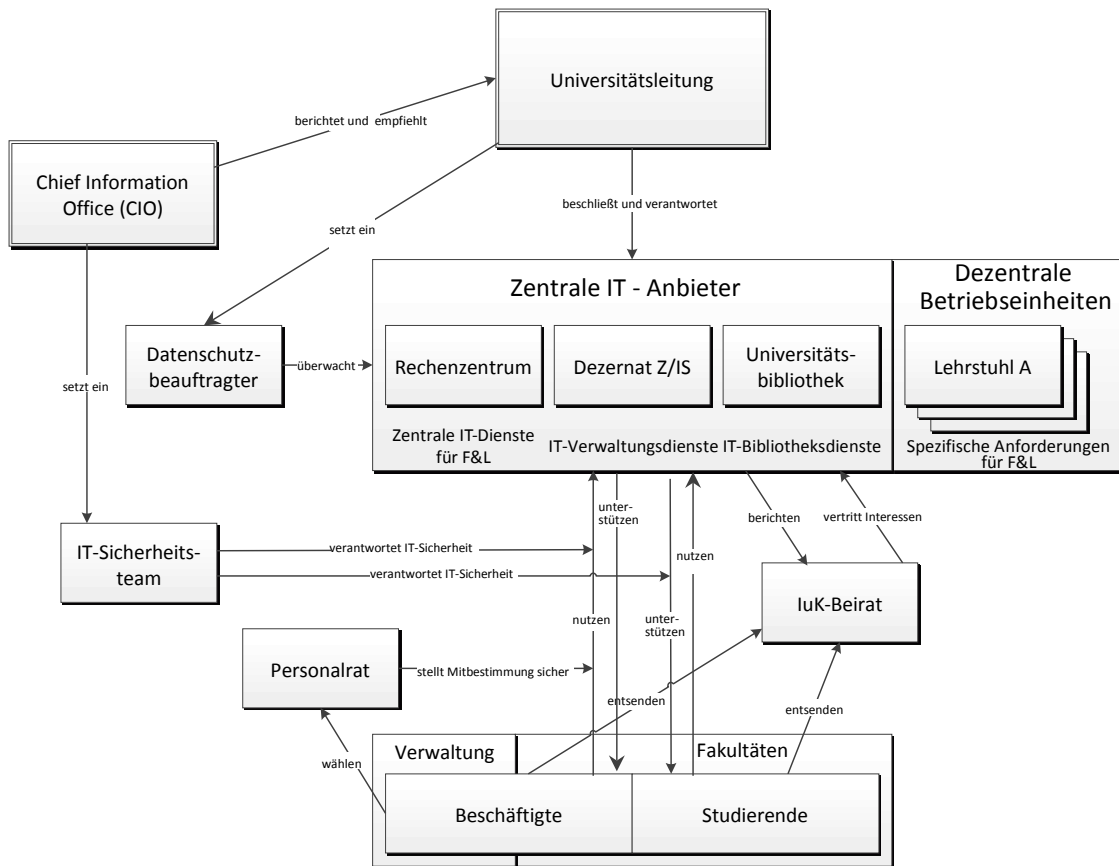 Universitätsleitung
berichtet und empfiehlt
Chief Information
Office (CIO)
beschließt und verantwortet
setzt ein
Zentrale IT - Anbieter
Dezentrale
Betriebseinheiten
Datenschutz-
beauftragter
überwacht
Rechenzentrum
Dezernat Z/IS
Universitäts-
bibliothek
Lehrstuhl A
setzt ein
Zentrale IT-Dienste
für F&L
IT-Verwaltungsdienste
IT-Bibliotheksdienste
Spezifische Anforderungen
für F&L
unter-
stützen
berichten
vertritt Interessen
IT-Sicherheits-
team
verantwortet IT-Sicherheit
verantwortet IT-Sicherheit
nutzen
IuK-Beirat
nutzen
unter-
stützen
Personalrat
stellt Mitbestimmung sicher
entsenden
entsenden
wählen
Verwaltung
Fakultäten
Beschäftigte
Studierende